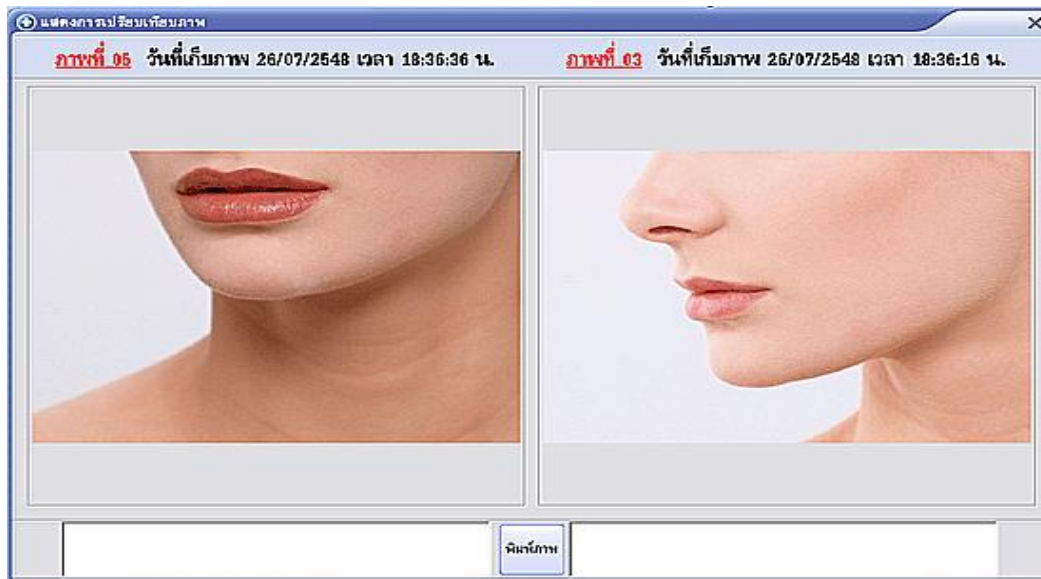 แสดงการเปรียบเทียบภาพ
ภาพที่ 05 วันที่เก็บภาพ 26/07/2548 เวลา 18:36:36 น.
ภาพที่ 03 วันที่เก็บภาพ 26/07/2548 เวลา 18:36:16 น.
พิมพ์ภาพ